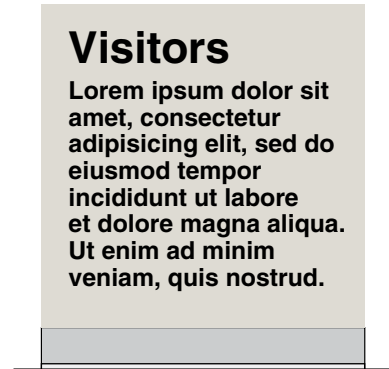 Visitors
Lorem ipsum dolor sit
amet, consectetur
adipisicing elit, sed do
eiusmod tempor
incididunt ut labore
et dolore magna aliqua.
Ut enim ad minim
veniam, quis nostrud.